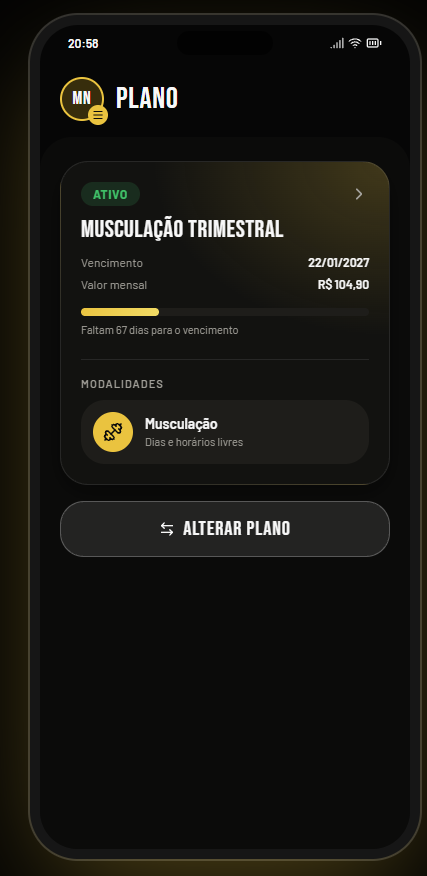 20:58
MN
PLANO
ATIVO
MUSCULAÇÃO TRIMESTRAL
Vencimento 22/01/2027
Valor mensal R$ 104,90
Faltam 67 dias para o vencimento
MODALIDADES
Musculação
Dias e horários livres
ALTERAR PLANO